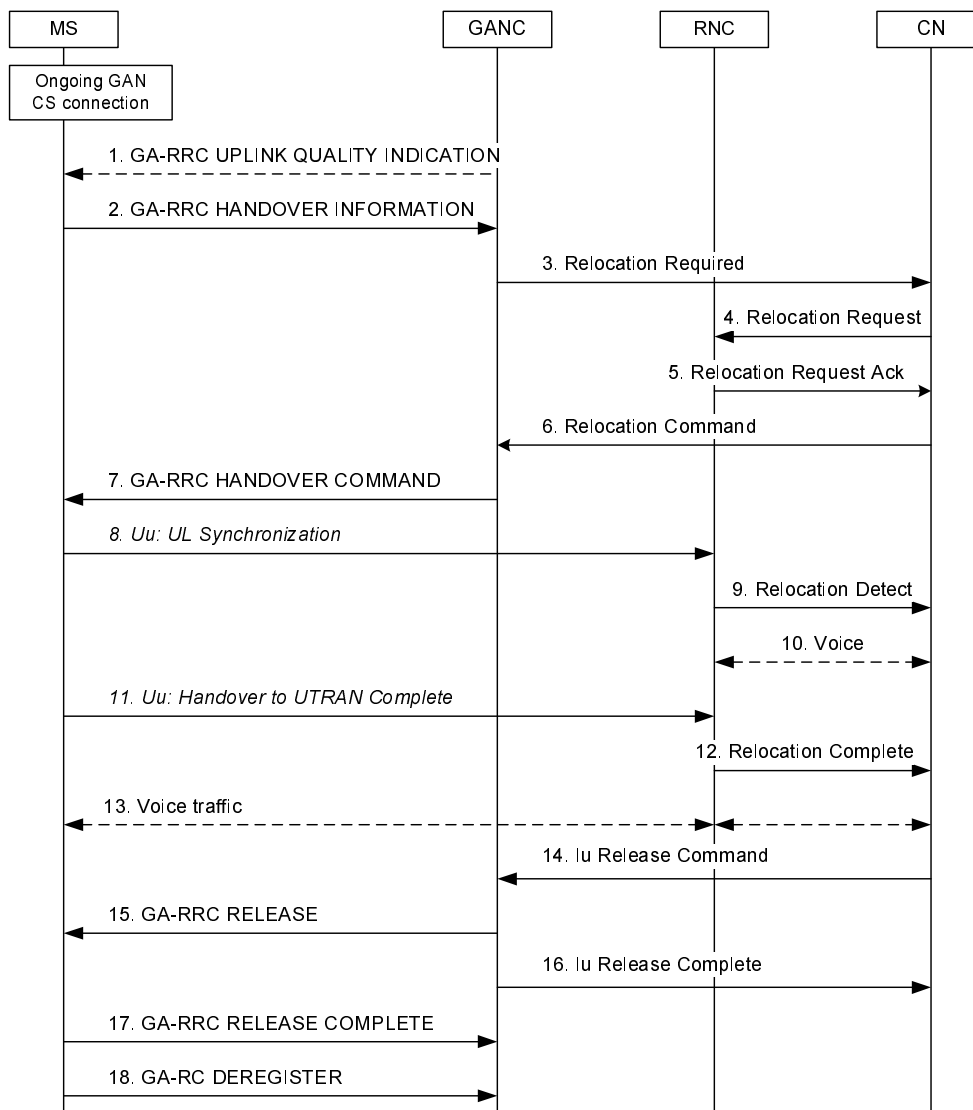 MS
GANC
RNC
CN
Ongoing GAN
CS connection
1. GA-RRC UPLINK QUALITY INDICATION
2. GA-RRC HANDOVER INFORMATION
3. Relocation Required
4. Relocation Request
5. Relocation Request Ack
6. Relocation Command
7. GA-RRC HANDOVER COMMAND
8. Uu: UL Synchronization
9. Relocation Detect
10. Voice
11. Uu: Handover to UTRAN Complete
12. Relocation Complete
13. Voice traffic
14. Iu Release Command
15. GA-RRC RELEASE
16. Iu Release Complete
17. GA-RRC RELEASE COMPLETE
18. GA-RC DEREGISTER